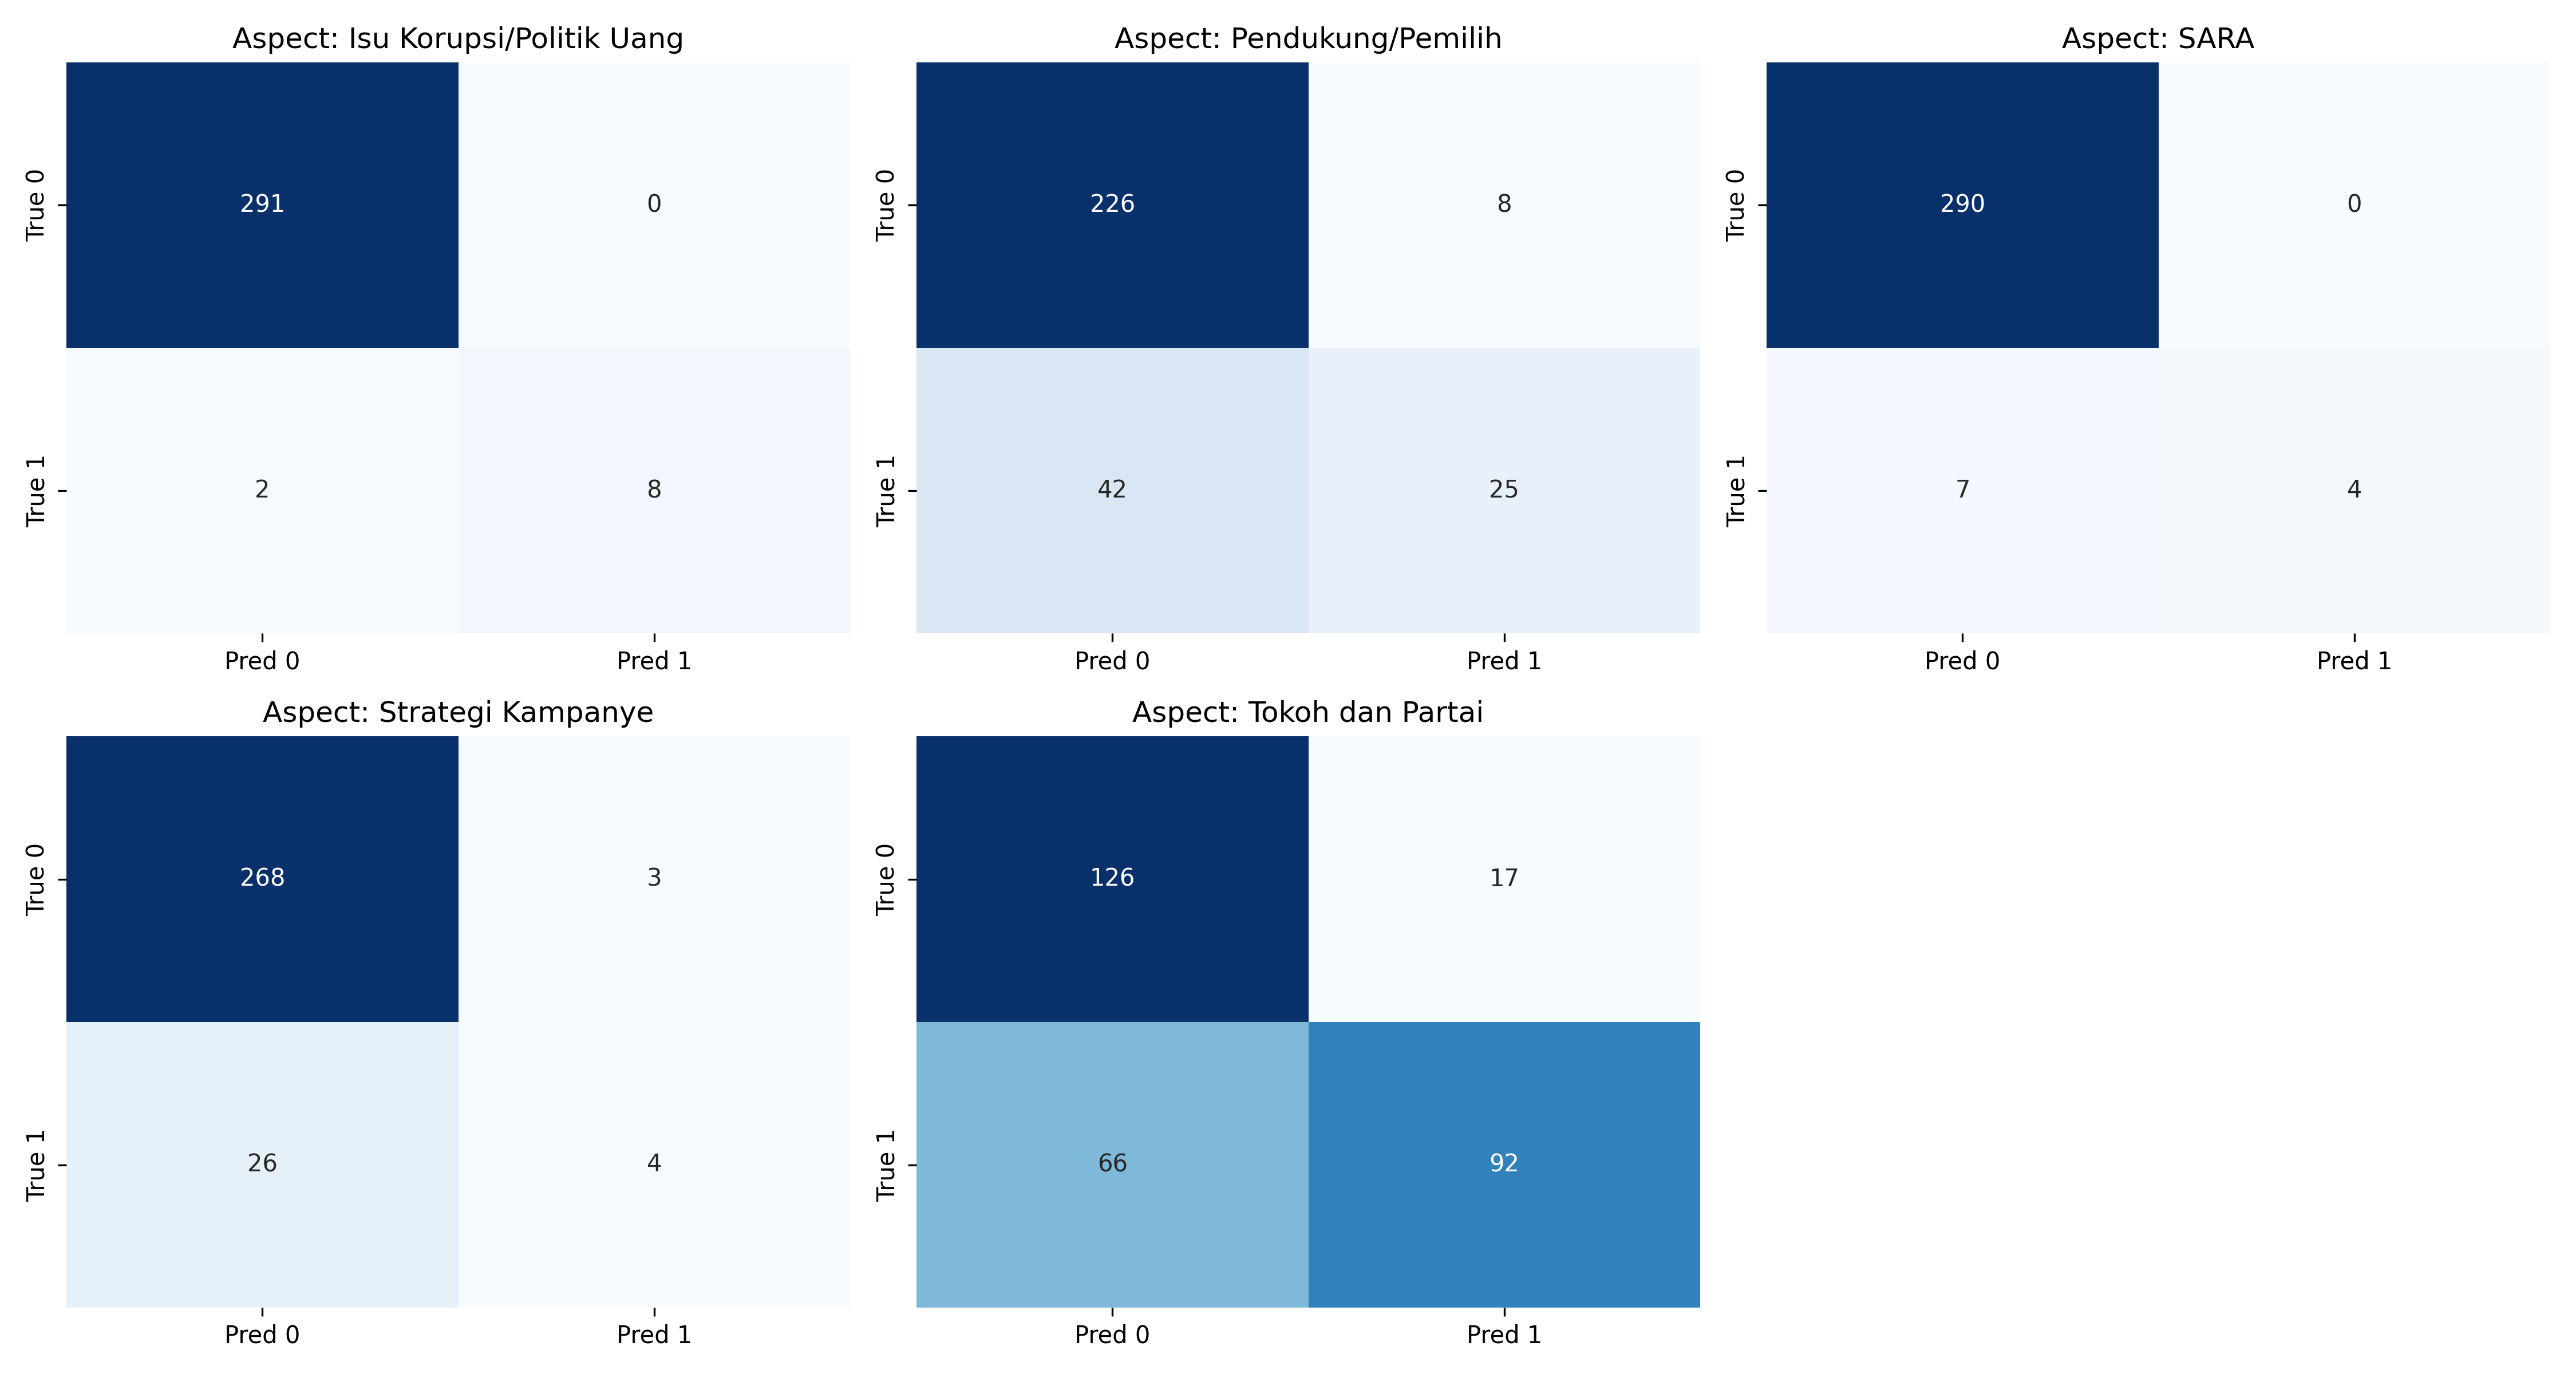 Aspect: Isu Korupsi/Politik Uang
True 0
291
0
True 1
2
8
Pred 0
Pred 1
Aspect: Pendukung/Pemilih
True 0
226
8
True 1
42
25
Pred 0
Pred 1
Aspect: SARA
True 0
290
0
True 1
7
4
Pred 0
Pred 1
Aspect: Strategi Kampanye
True 0
268
3
True 1
26
4
Pred 0
Pred 1
Aspect: Tokoh dan Partai
True 0
126
17
True 1
66
92
Pred 0
Pred 1